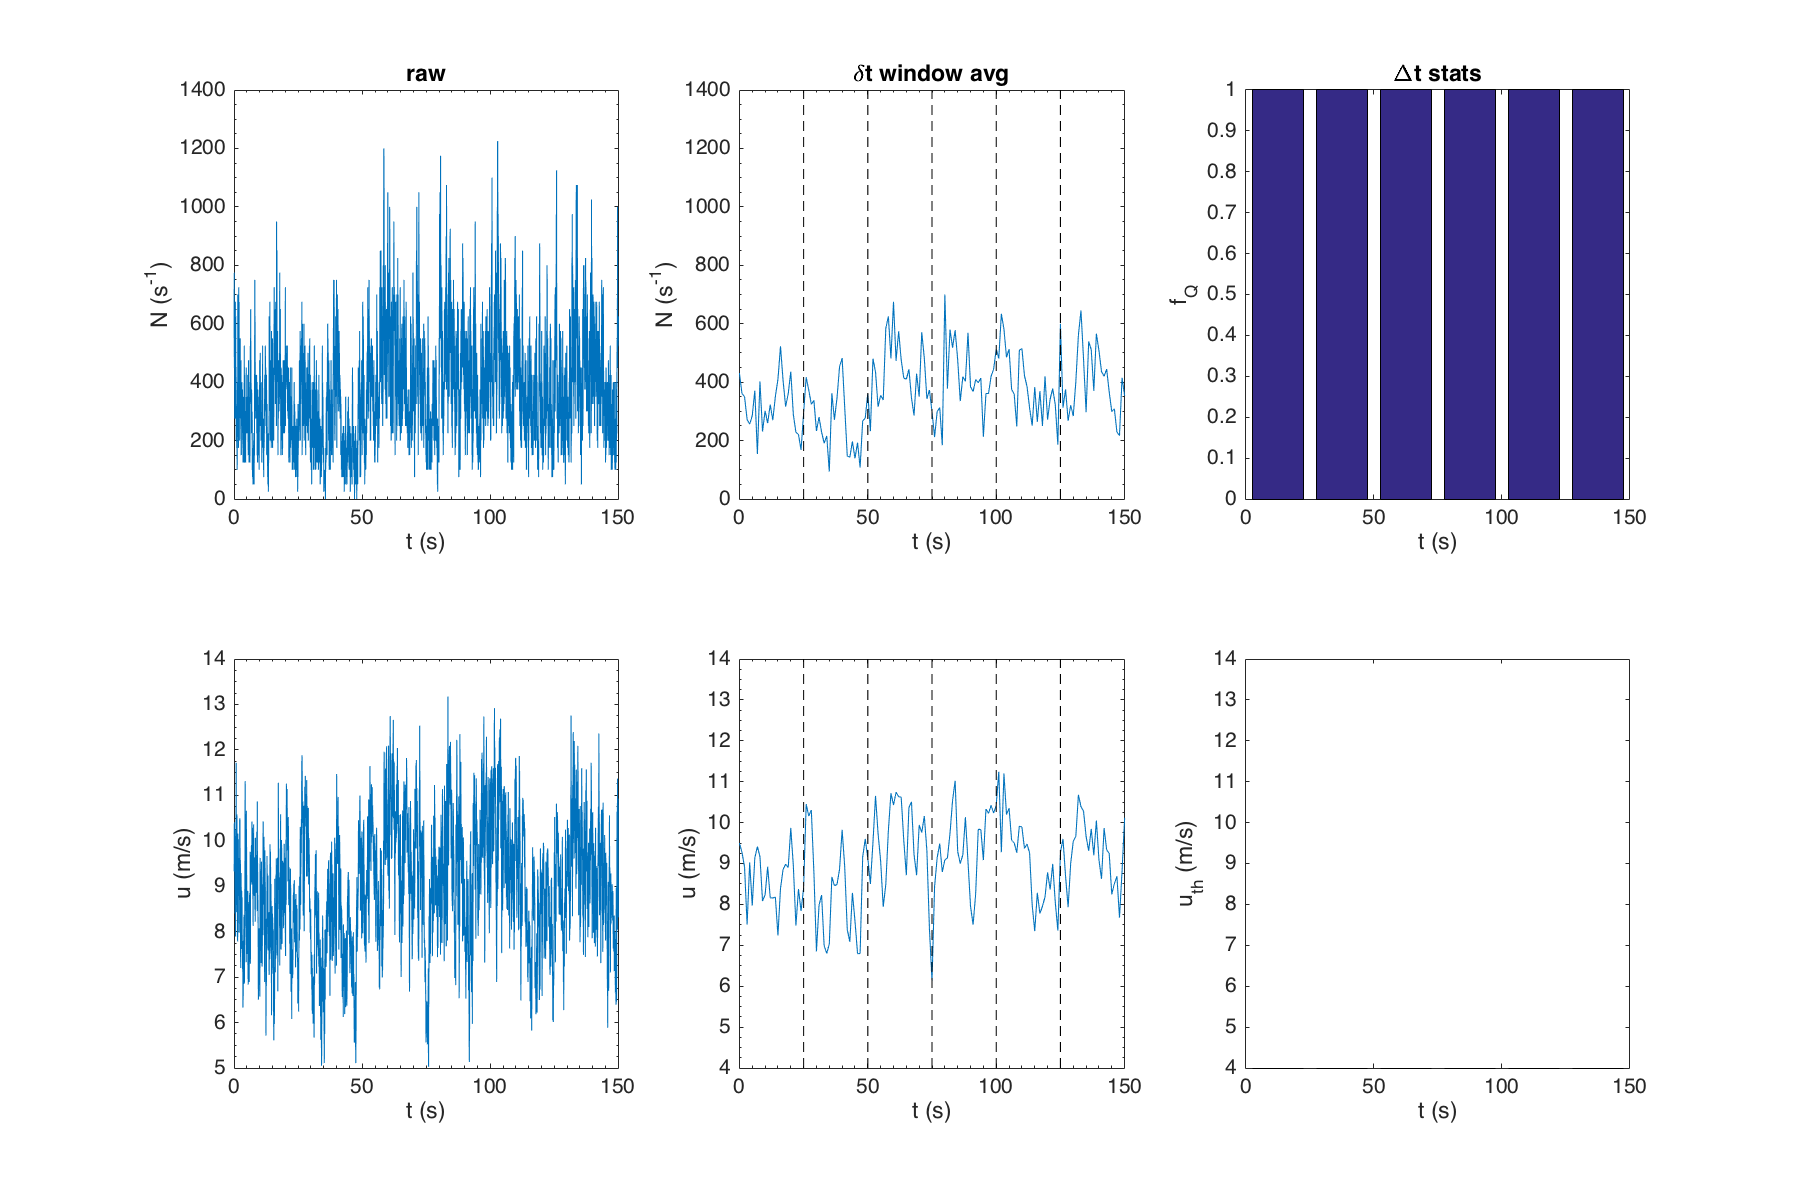 raw
1400
1200
1000
800
600
400
200
0
N (s-1)
0 50 100 150
t (s)
δt window avg
1400
1200
1000
800
600
400
200
0
N (s-1)
0 50 100 150
t (s)
Δt stats
1
0.9
0.8
0.7
0.6
0.5
0.4
0.3
0.2
0.1
0
fQ
0 50 100 150
t (s)
14
13
12
11
10
9
8
7
6
5
u (m/s)
0 50 100 150
t (s)
14
13
12
11
10
9
8
7
6
5
4
u (m/s)
0 50 100 150
t (s)
14
13
12
11
10
9
8
7
6
5
4
uth (m/s)
0 50 100 150
t (s)